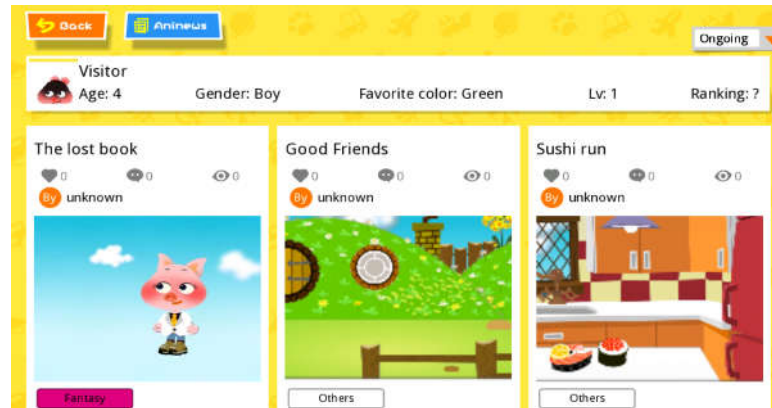 Back Aninews
Ongoing
Visitor
Age: 4 Gender: Boy Favorite color: Green Lv: 1 Ranking: ?
The lost book
0 0 0
By unknown
Fantasy
Good Friends
0 0 0
By unknown
Others
Sushi run
0 0 0
By unknown
Others